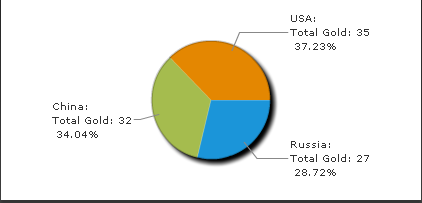 USA:
Total Gold: 35
37.23%
China:
Total Gold: 32
34.04%
Russia:
Total Gold: 27
28.72%